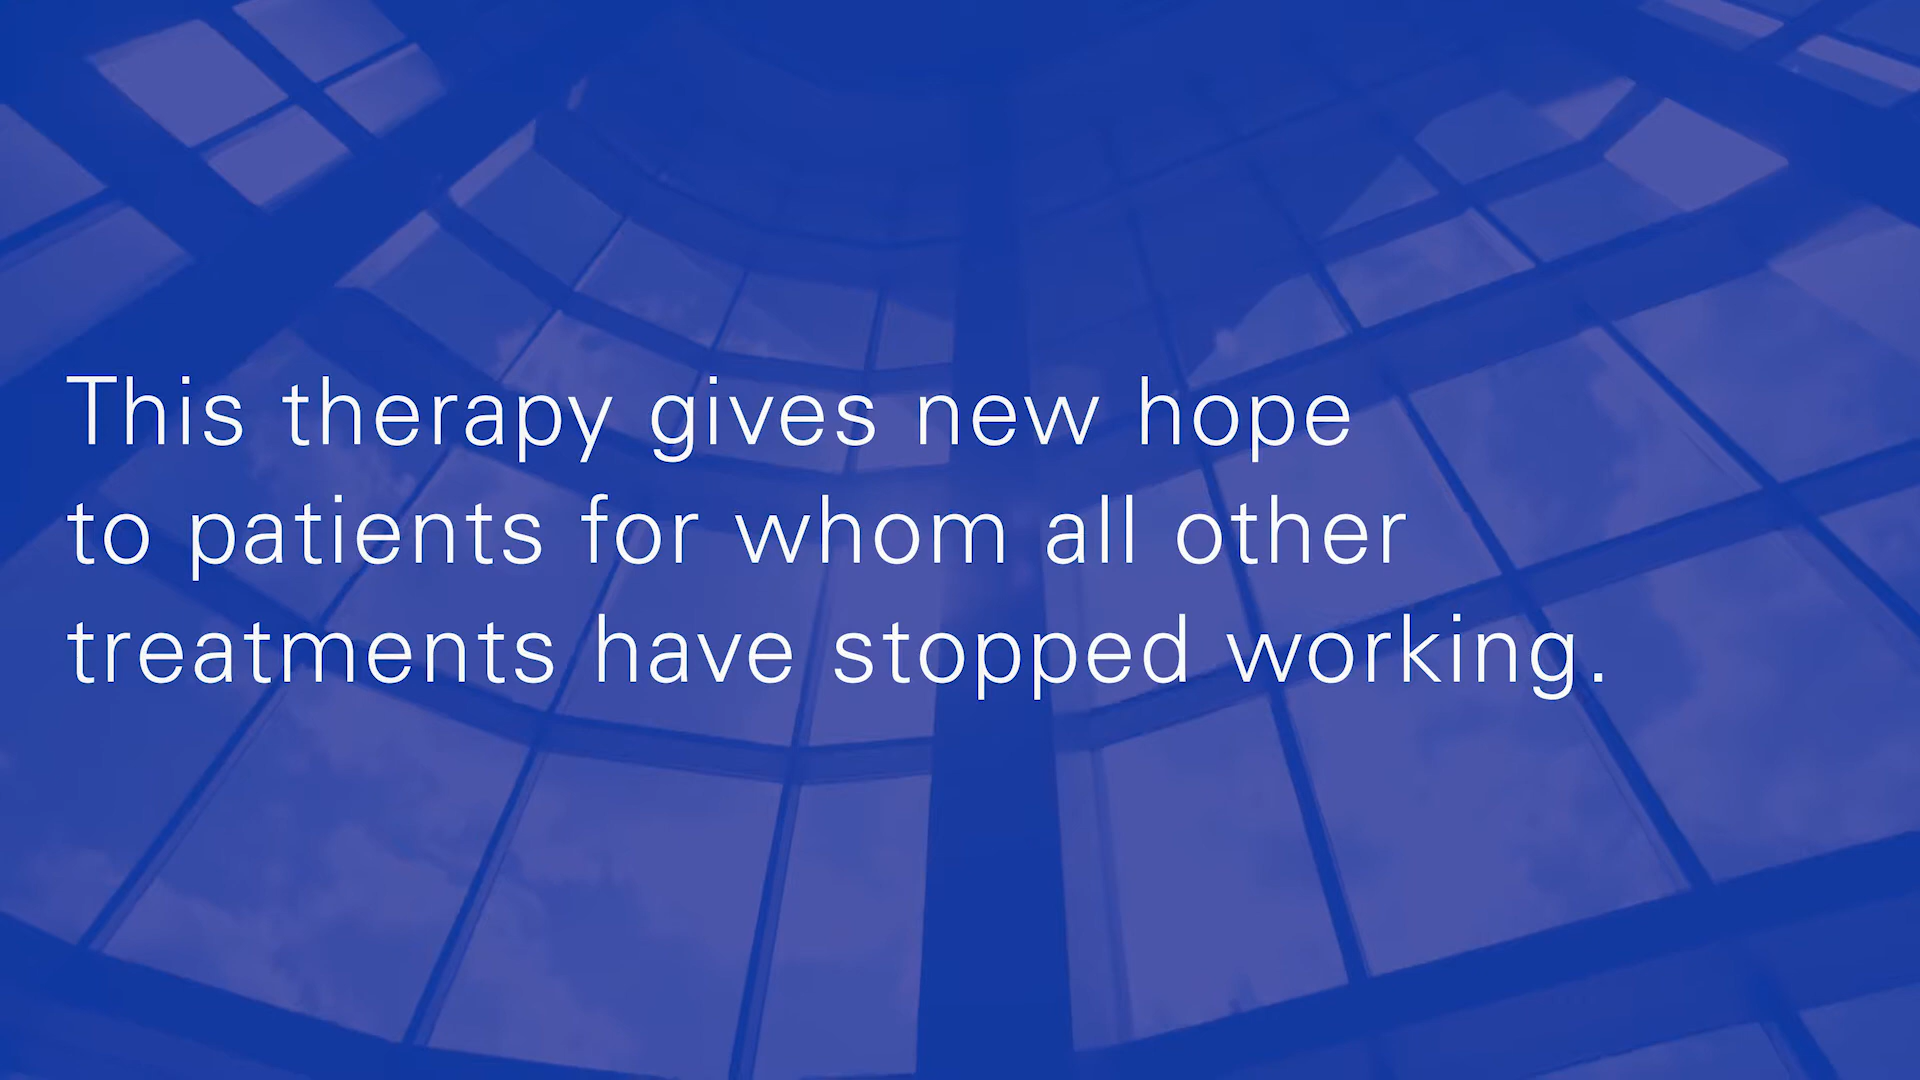 This therapy gives new hope
to patients for whom all other
treatments have stopped working.